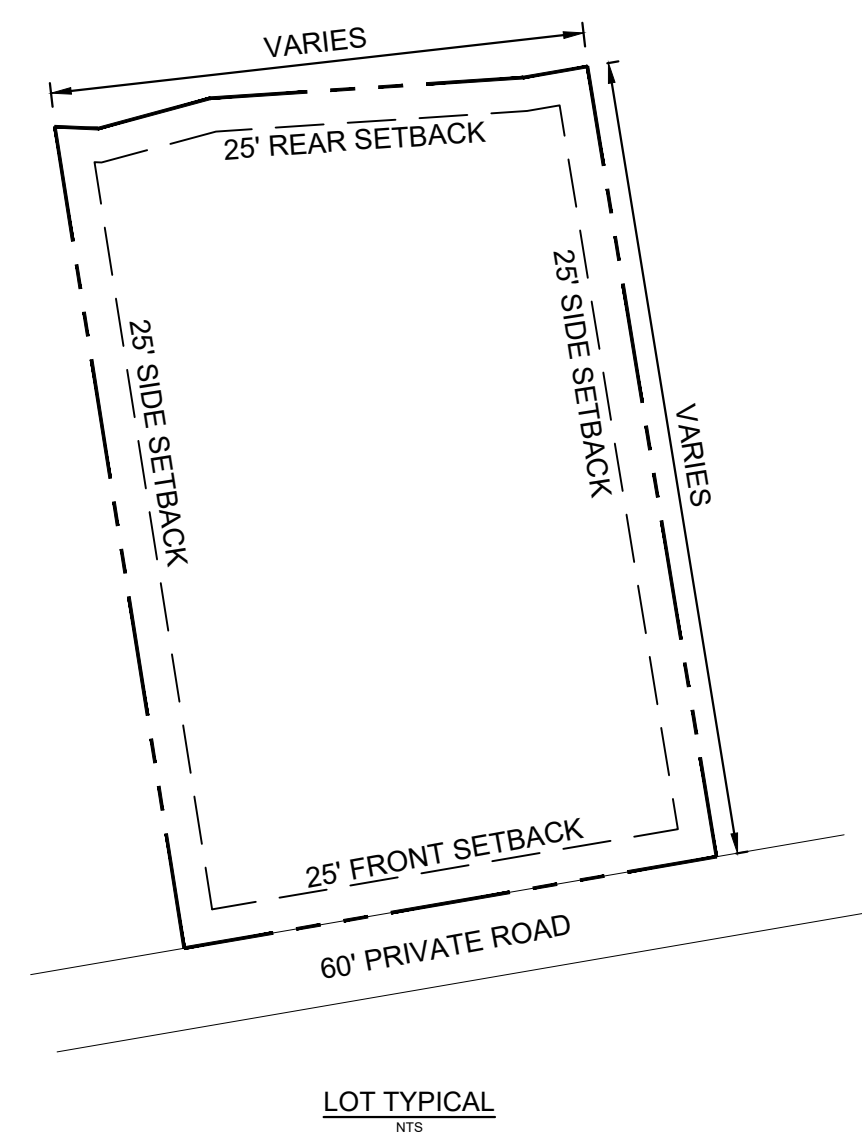 VARIES
25' REAR SETBACK
25' SIDE SETBACK
25' SIDE SETBACK
VARIES
25' FRONT SETBACK
60' PRIVATE ROAD
LOT TYPICAL
NTS